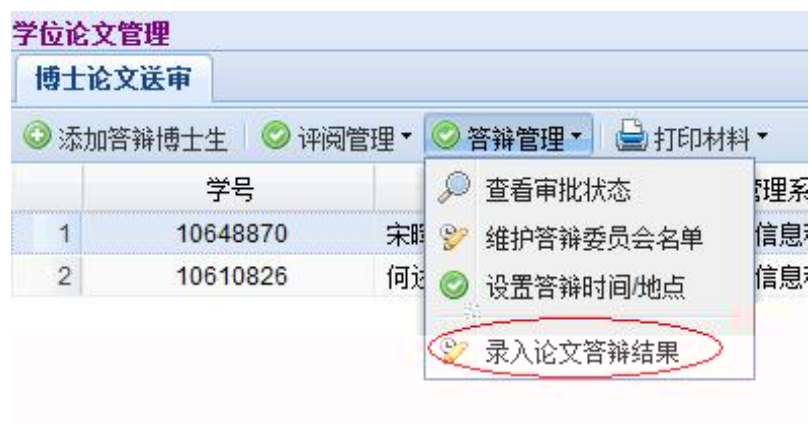 学位论文管理
博士论文送审
添加答辩博士生 评阅管理 答辩管理 打印材料
学号
查看审批状态
1 10648870 宋
维护答辩委员会名单
信息
2 10610826 何
设置答辩时间/地点
信息
录入论文答辩结果